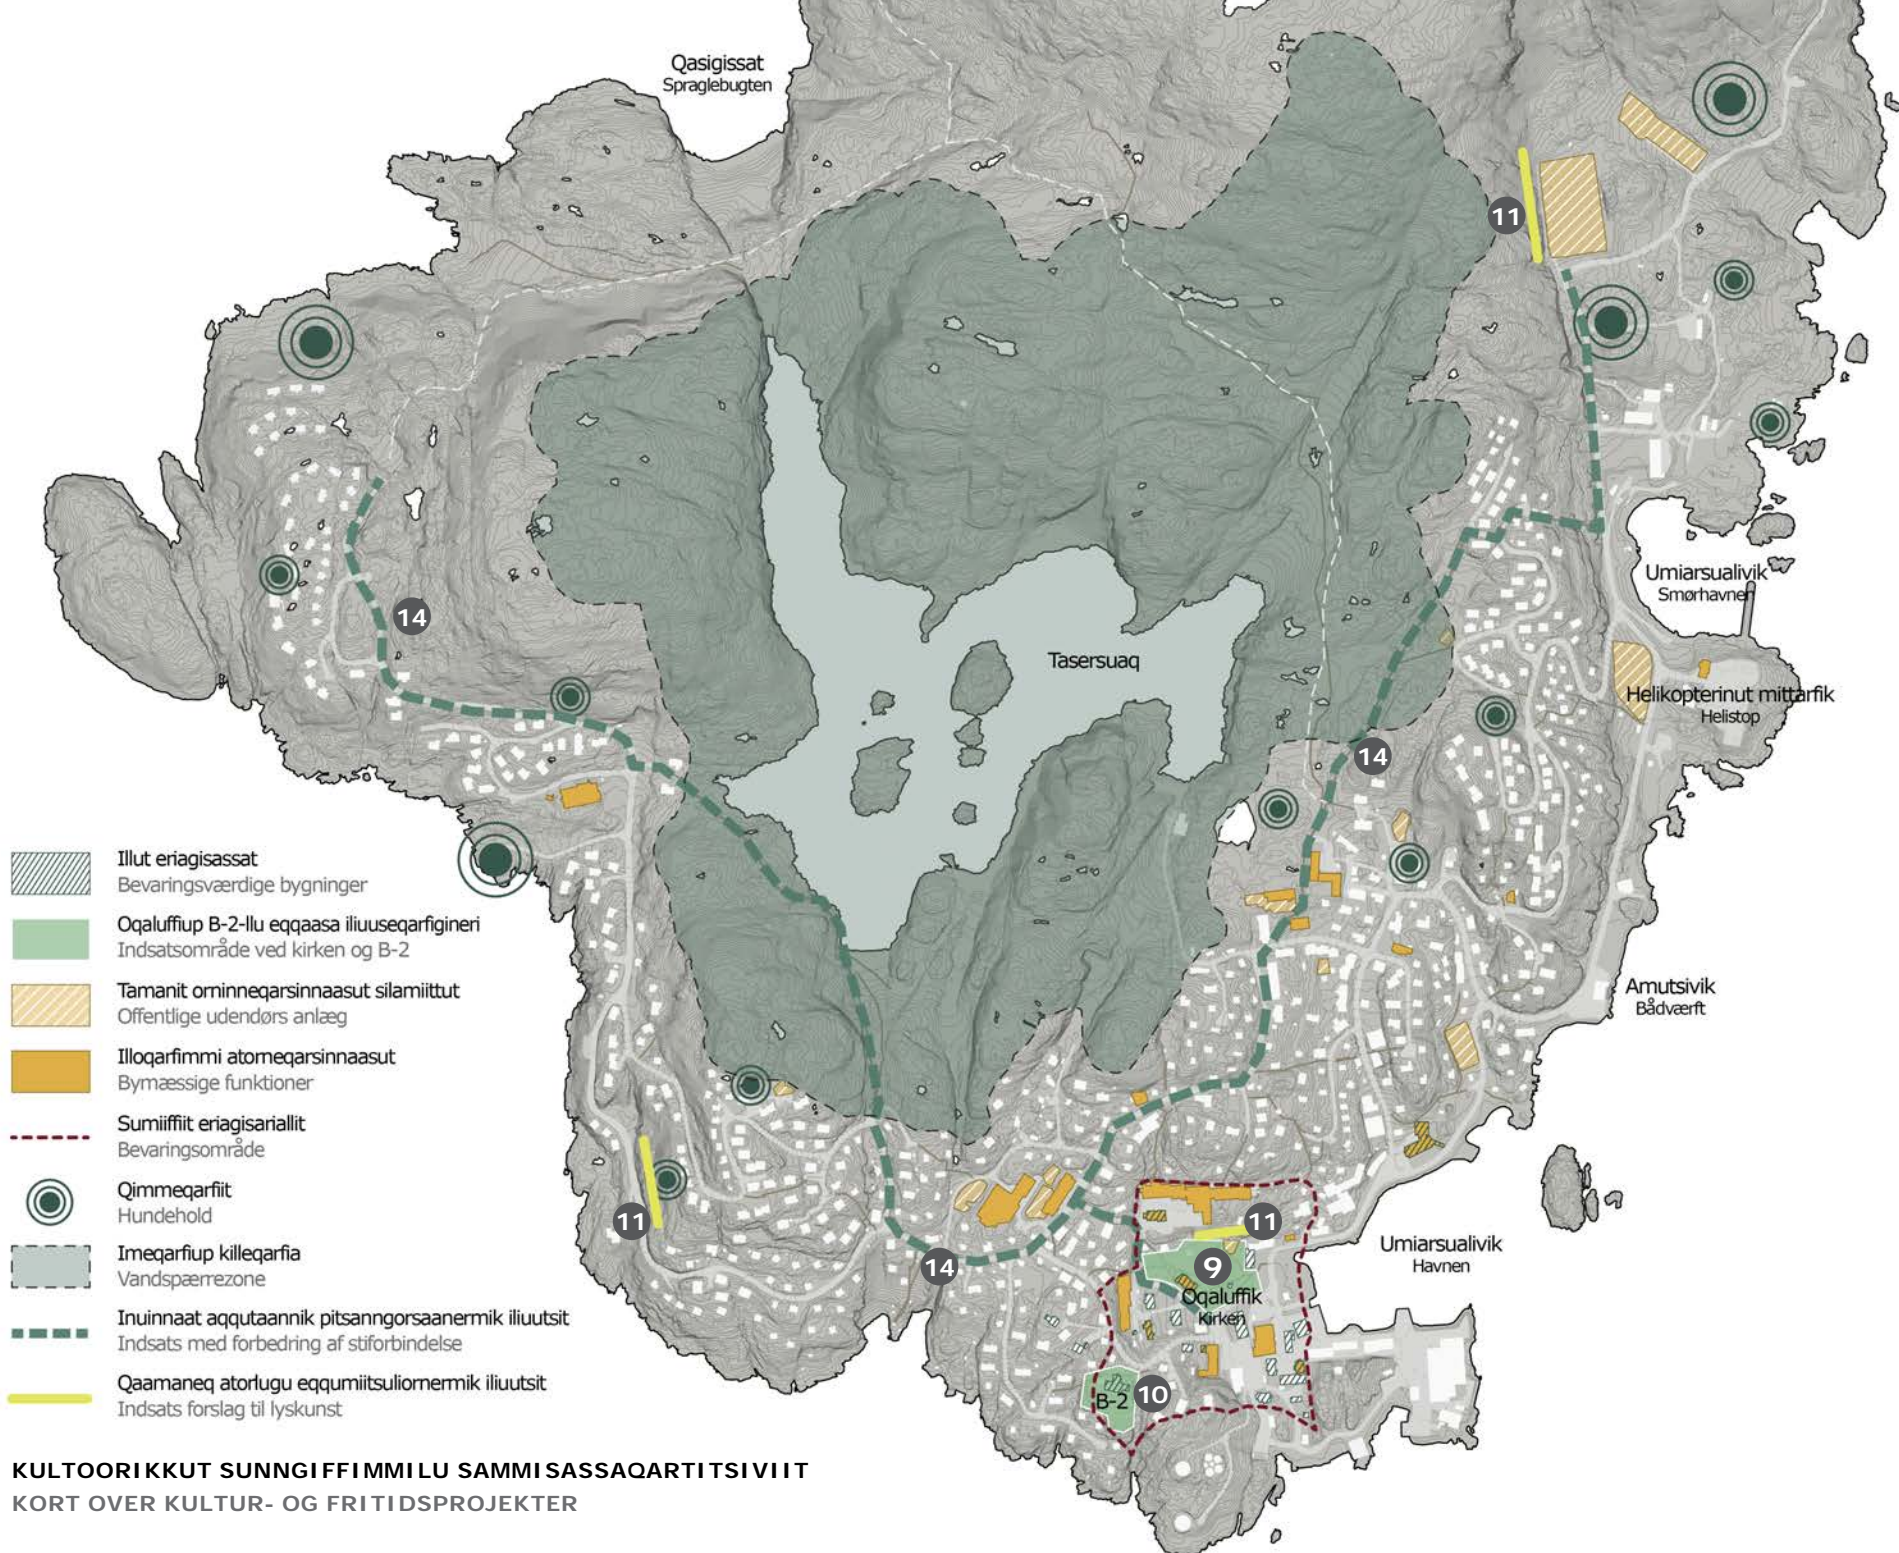 Qasigissat
Spraglebugten
11
Umiarsualivik
Smørhavnen
14
Tasersuaq
Helikopterinut mittarfik
Helistop
14
Illut eriagisassat
Bevaringsværdige bygninger
Oqaluffiup B-2-llu eqqaasa iliuuseqarfigineri
Indsatsområde ved kirken og B-2
Tamanit orninneqarsinnaasut silamiittut
Offentlige udendørs anlæg
Illoqarfimmi atorneqarsinnaasut
Bymæssige funktioner
Sumiiffiit eriagisariallit
Bevaringsområde
Qimmeqarfiit
Hundehold
Imeqarfiup killeqarfia
Vandspærrezone
Inuinnaat aqqutaannik pitsanngorsaanermik iliuutsit
Indsats med forbedring af stiforbindelse
Qaamaneq atorlugu eqqumiitsuliornermik iliuutsit
Indsats forslag til lyskunst
Amutsivik
Bådværft
11
11
Umiarsualivik
Havnen
14
9
Oqaluffik
Kirken
B-2
10
KULTOORIKKUT SUNNGIFFIMMILU SAMMISASSAQARTITSIVIIT
KORT OVER KULTUR- OG FRITIDSPROJEKTER